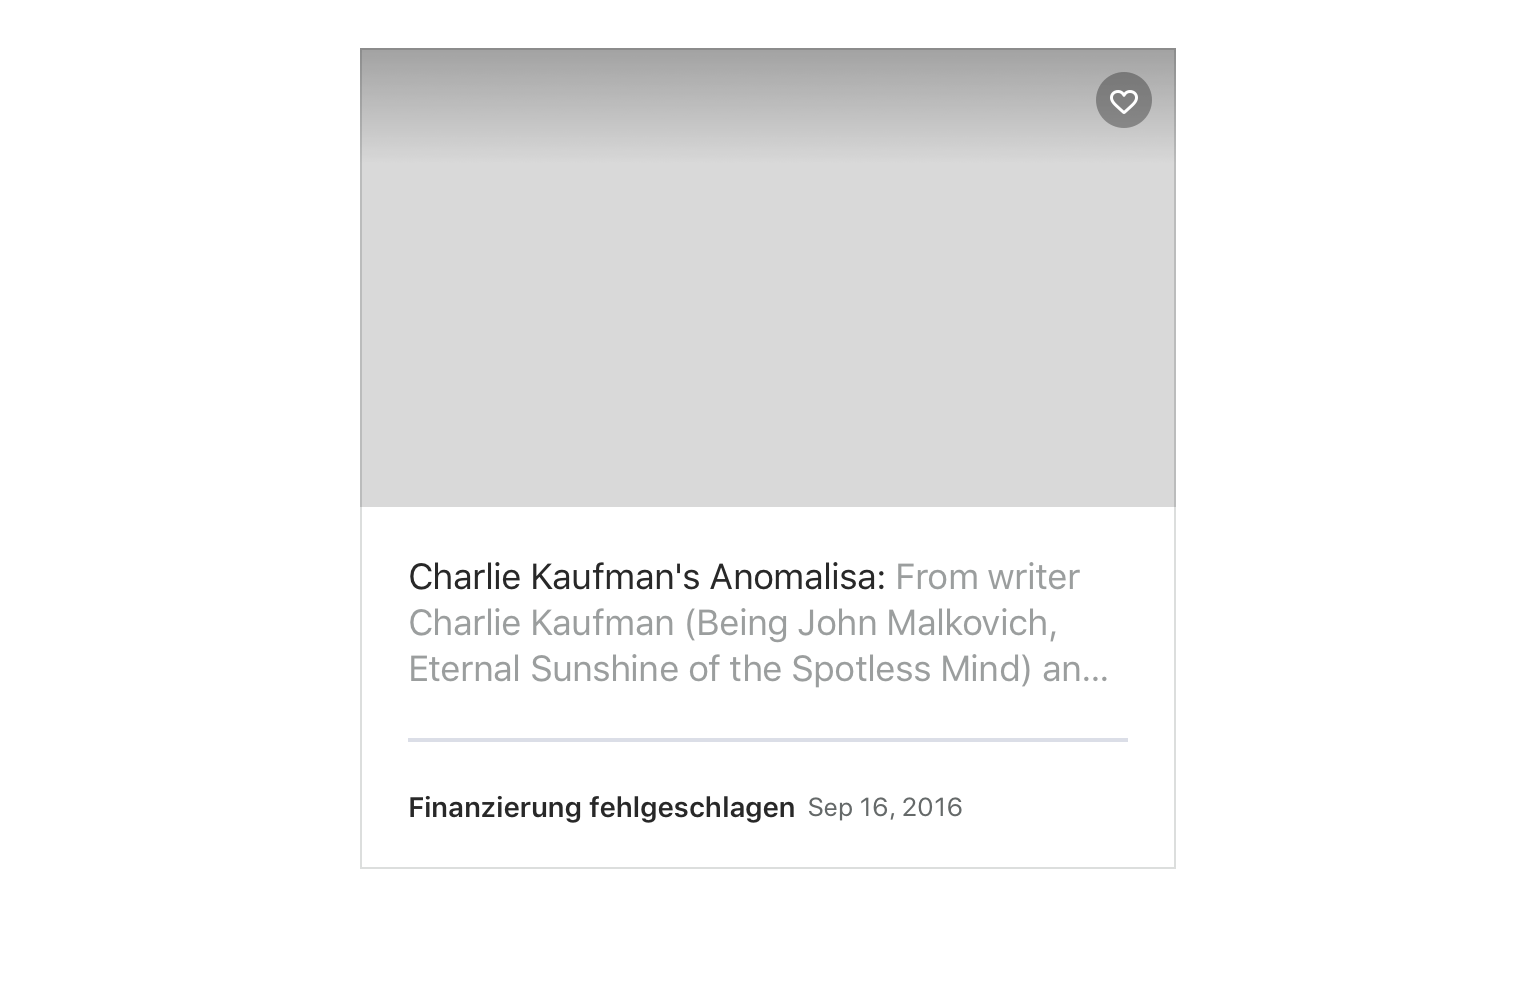 Charlie Kaufman's Anomalisa: From writer
Charlie Kaufman (Being John Malkovich,
Eternal Sunshine of the Spotless Mind) an...
Finanzierung fehlgeschlagen Sep 16, 2016